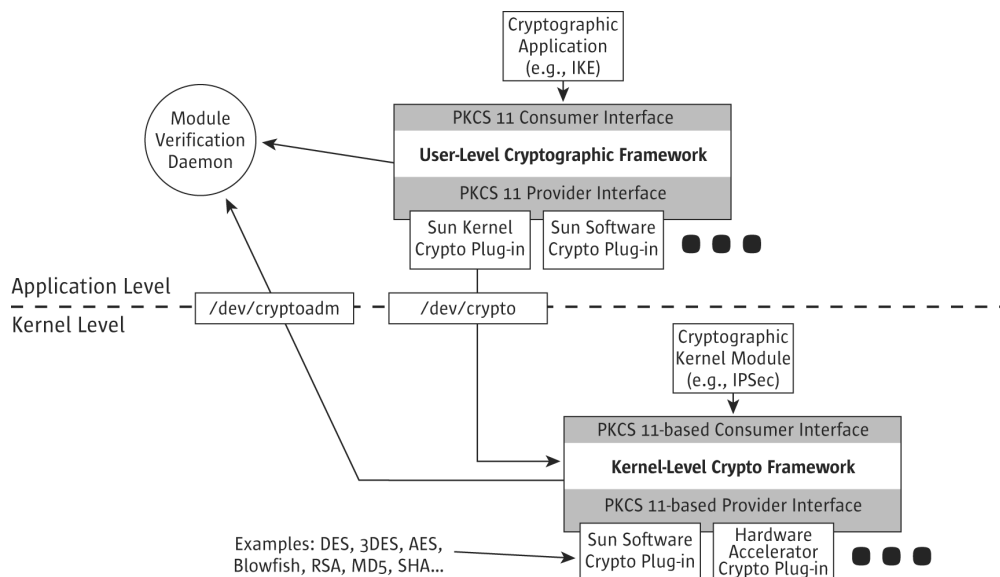 Cryptographic
Application
(e.g., IKE)
PKCS 11 Consumer Interface
User-Level Cryptographic Framework
PKCS 11 Provider Interface
Module
Verification
Daemon
Sun Kernel
Crypto Plug-in
Sun Software
Crypto Plug-in
Application Level
/dev/cryptoadm
/dev/crypto
Kernel Level
Cryptographic
Kernel Module
(e.g., IPSec)
PKCS 11-based Consumer Interface
Kernel-Level Crypto Framework
PKCS 11-based Provider Interface
Examples: DES, 3DES, AES,
Blowfish, RSA, MD5, SHA...
Sun Software
Crypto Plug-in
Hardware
Accelerator
Crypto Plug-in